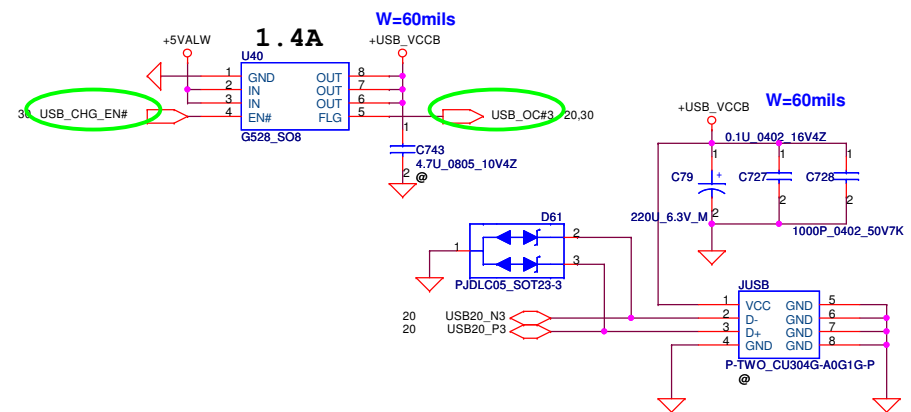 W=60mils
+5VALW
1.4A
+USB_VCCB
U40
1 GND OUT 8
2 IN OUT 7
3 IN OUT 6
4 EN# FLG 5
G528_SO8
30 USB_CHG_EN#
USB_OC#3 20,30
1
C743
4.7U_0805_10V4Z
2
@
+USB_VCCB
W=60mils
0.1U_0402_16V4Z
1 1 1
C79 + C727 C728
2 2 2
220U_6.3V_M
1000P_0402_50V7K
D61
1 2
3
PJDLC05_SOT23-3
20 USB20_N3
20 USB20_P3
JUSB
1 VCC GND 5
2 D- GND 6
3 D+ GND 7
4 GND GND 8
P-TWO_CU304G-A0G1G-P
@